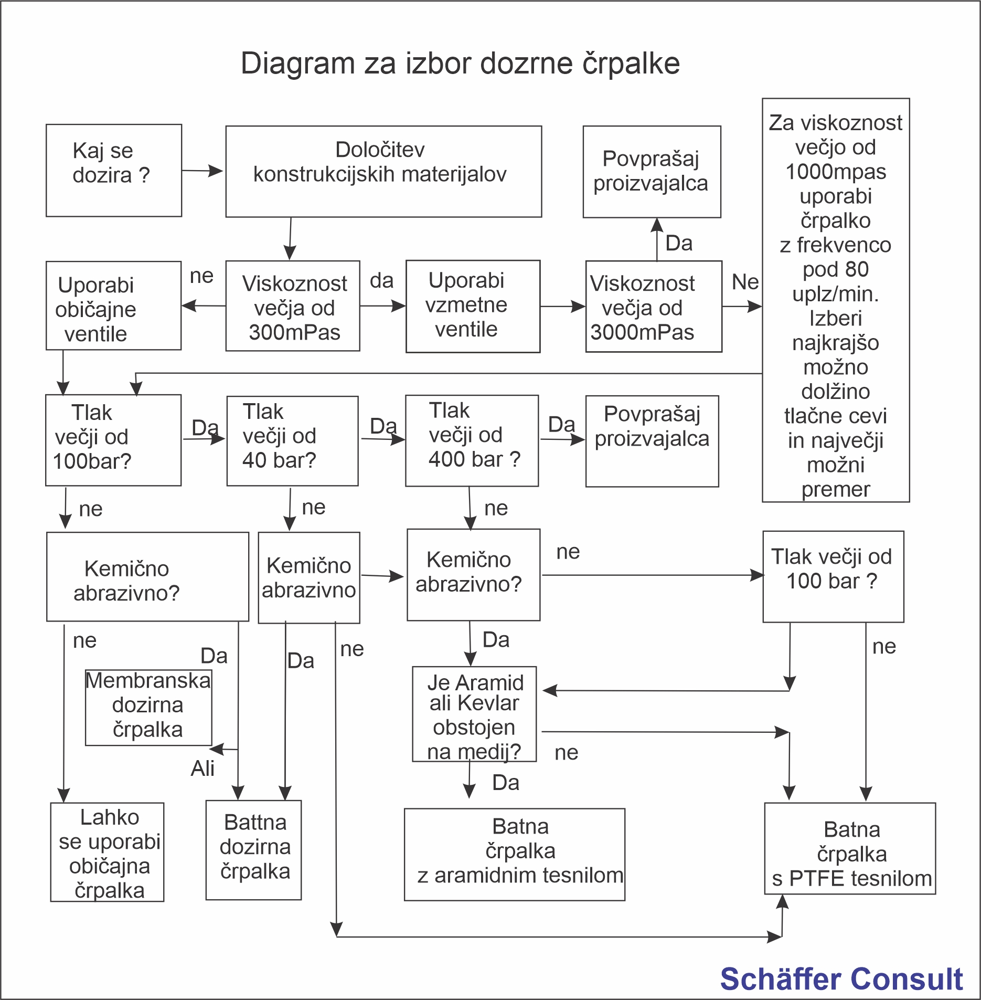 Diagram za izbor dozrne črpalke
Kaj se
dozira ?
Določitev
konstrukcijskih materijalov
Povprašaj
proizvajalca
Za viskoznost
večjo od
1000mpas
uporabi
črpalko
z frekvenco
pod 80
uplz/min.
Izberi
najkrajšo
možno
dolžino
tlačne cevi
in največji
možni
premer
Da
Uporabi
običajne
ventile
ne
Viskoznost
večja od
300mPas
da
Uporabi
vzmetne
ventile
Viskoznost
večja od
3000mPas
Ne
Tlak
večji od
100bar?
Da
Tlak
večji od
40 bar?
Da
Tlak
večji od
400 bar ?
Da
Povprašaj
proizvajalca
ne
ne
ne
Kemično
abrazivno?
Kemično
abrazivno
Kemično
abrazivno?
ne
Tlak večji od
100 bar ?
ne
Da
Da
ne
Da
ne
Membranska
dozirna
črpalka
Ali
Je Aramid
ali Kevlar
obstojen
na medij?
ne
Da
Lahko
se uporabi
običajna
črpalka
Battna
dozirna
črpalka
Batna
črpalka
z aramidnim tesnilom
Batna
črpalka
s PTFE tesnilom
Schäffer Consult